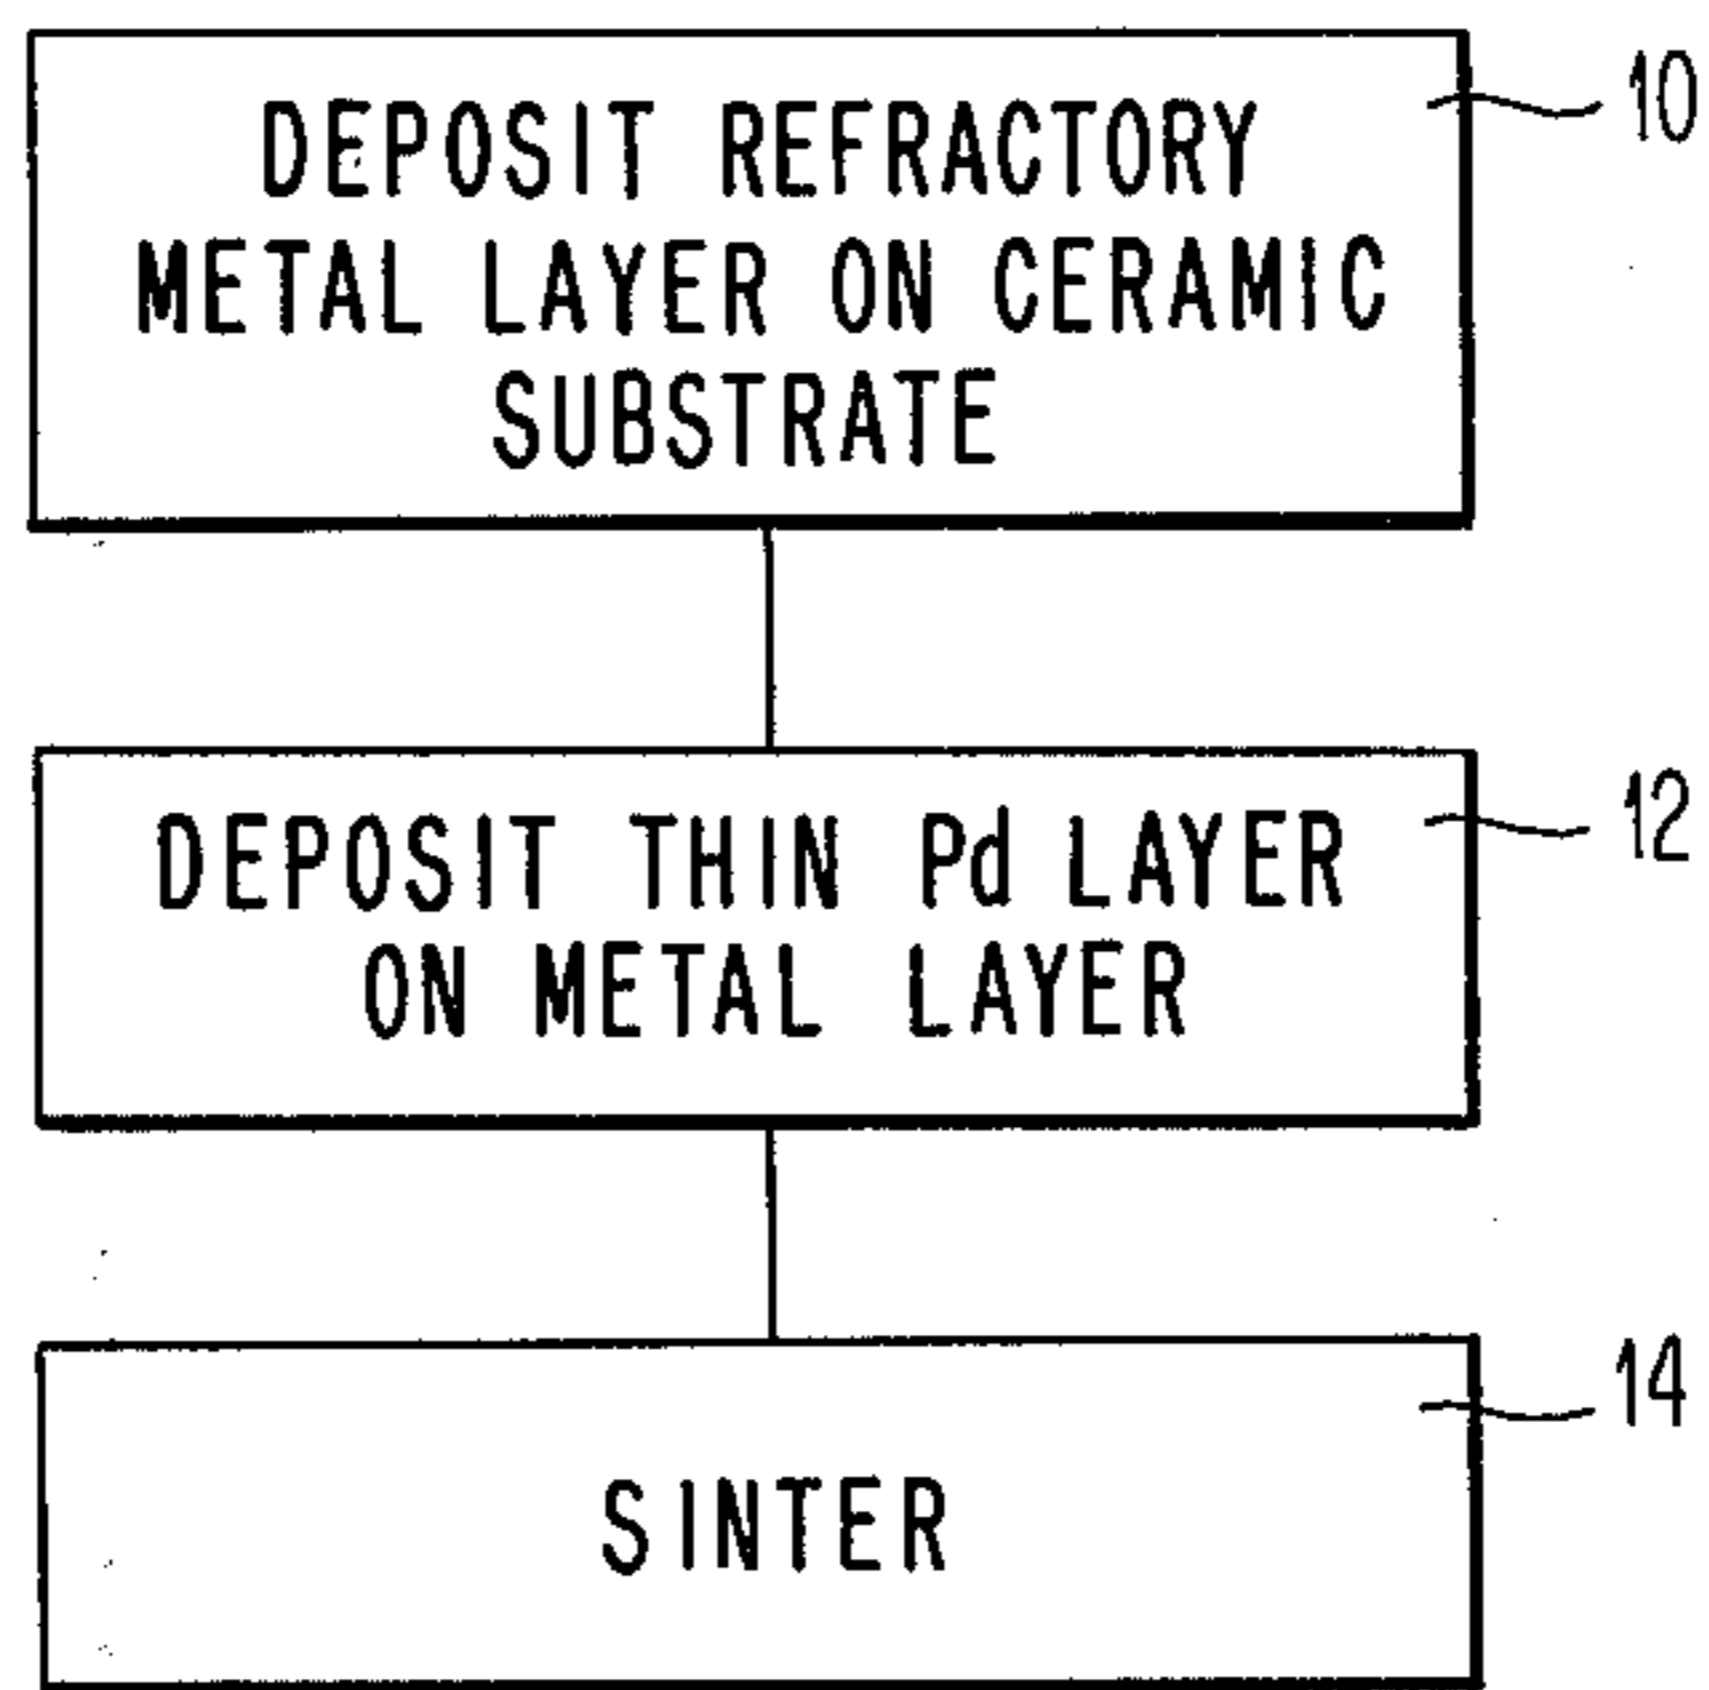 DEPOSIT REFRACTORY
METAL LAYER ON CERAMIC
SUBSTRATE
10
DEPOSIT THIN Pd LAYER
ON METAL LAYER
12
SINTER
14